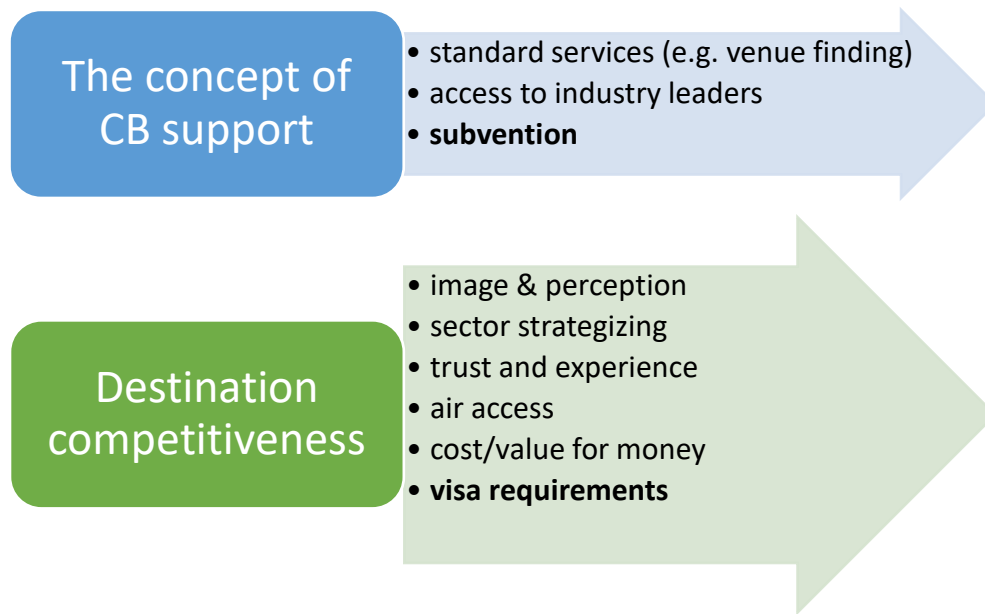 The concept of
CB support
• standard services (e.g. venue finding)
• access to industry leaders
• subvention
Destination
competitiveness
• image & perception
• sector strategizing
• trust and experience
• air access
• cost/value for money
• visa requirements